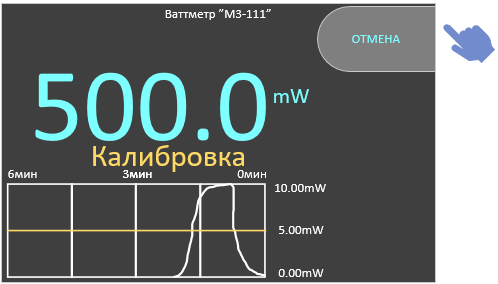 Ваттметр "М3-111"
ОТМЕНА
500.0 mW
Калибровка
6мин 3мин 0мин
10.00mW
5.00mW
0.00mW